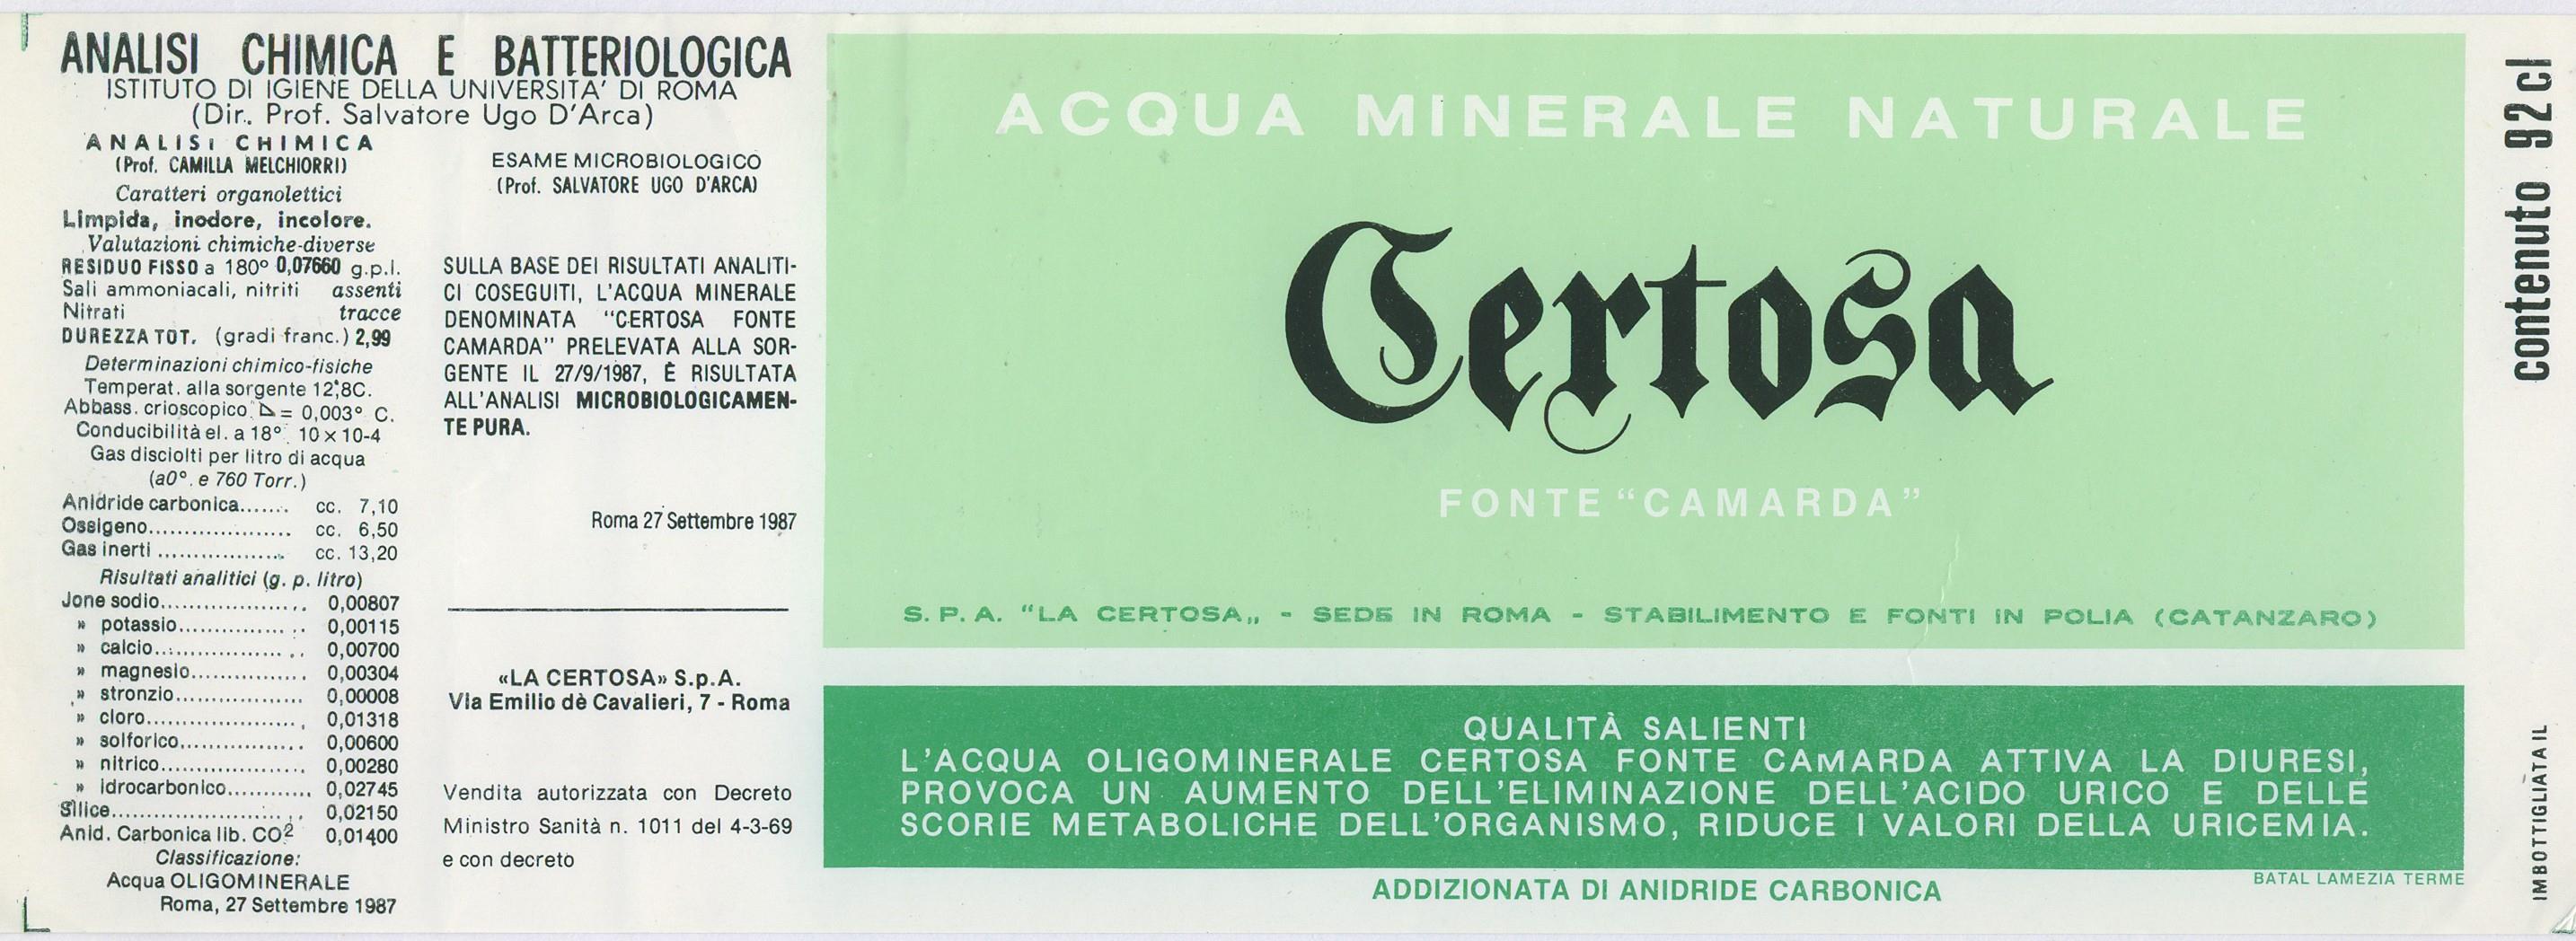 ANALISI CHIMICA E BATTERIOLOGICA
ISTITUTO DI IGIENE DELLA UNIVERSITA' DI ROMA
(Dir. Prof. Salvatore Ugo D'Arca)
ANALISI CHIMICA
(Prof. CAMILLA MELCHIORRI)
Caratteri organolettici
Limpida, inodore, incolore.
Valutazioni chimiche-diverse
RESIDUO FISSO a 180° 0,07660 g.p.l.
Sali ammoniacali, nitriti assenti
Nitrati tracce
DUREZZA TOT. (gradi franc.) 2,99
Determinazioni chimico-fisiche
Temperat. alla sorgente 12°,8C.
Abbass. crioscopico Δ = 0,003° C.
Conducibilità el. a 18° 10 × 10-4
Gas disciolti per litro di acqua
(a0°. e 760 Torr.)
Anidride carbonica....... cc. 7,10
Ossigeno.................... cc. 6,50
Gas inerti .................. cc. 13,20
Risultati analitici (g. p. litro)
Jone sodio..................... 0,00807
» potassio.................. 0,00115
» calcio..................... 0,00700
» magnesio................ 0,00304
» stronzio.................. 0,00008
» cloro...................... 0,01318
» solforico................. 0,00600
» nitrico.................... 0,00280
» idrocarbonico............ 0,02745
Silice........................... 0,02150
Anid. Carbonica lib. CO2 0,01400
Classificazione:
Acqua OLIGOMINERALE
Roma, 27 Settembre 1987
ESAME MICROBIOLOGICO
(Prof. SALVATORE UGO D'ARCA)
SULLA BASE DEI RISULTATI ANALITI-
CI COSEGUITI, L'ACQUA MINERALE
DENOMINATA "CERTOSA FONTE
CAMARDA" PRELEVATA ALLA SOR-
GENTE IL 27/9/1987, È RISULTATA
ALL'ANALISI MICROBIOLOGICAMEN-
TE PURA.
Roma 27 Settembre 1987
«LA CERTOSA» S.p.A.
Via Emilio dè Cavalieri, 7 - Roma
Vendita autorizzata con Decreto
Ministro Sanità n. 1011 del 4-3-69
e con decreto
ACQUA MINERALE NATURALE
Certosa
FONTE "CAMARDA"
S. P. A. "LA CERTOSA„ - SEDE IN ROMA - STABILIMENTO E FONTI IN POLIA (CATANZARO)
QUALITÀ SALIENTI
L'ACQUA OLIGOMINERALE CERTOSA FONTE CAMARDA ATTIVA LA DIURESI,
PROVOCA UN AUMENTO DELL'ELIMINAZIONE DELL'ACIDO URICO E DELLE
SCORIE METABOLICHE DELL'ORGANISMO, RIDUCE I VALORI DELLA URICEMIA.
ADDIZIONATA DI ANIDRIDE CARBONICA
BATAL LAMEZIA TERME
contenuto 92 cl
IMBOTTIGLIATA IL